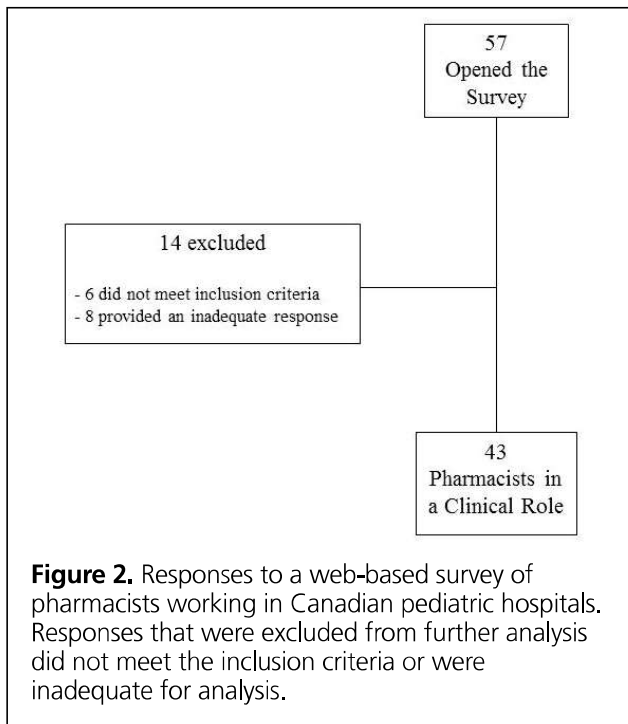 57
Opened the
Survey
14 excluded
- 6 did not meet inclusion criteria
- 8 provided an inadequate response
43
Pharmacists in
a Clinical Role
Figure 2. Responses to a web-based survey of
pharmacists working in Canadian pediatric hospitals.
Responses that were excluded from further analysis
did not meet the inclusion criteria or were
inadequate for analysis.